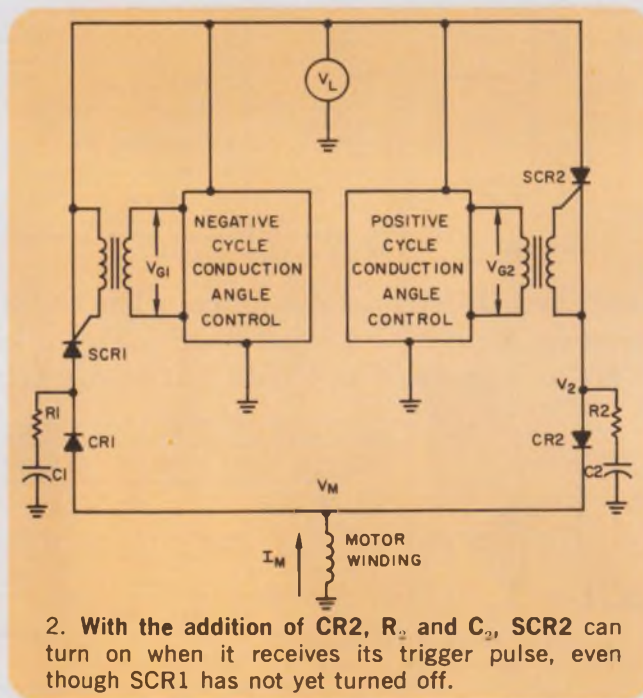 V_L
SCR2
NEGATIVE
CYCLE
CONDUCTION
ANGLE
CONTROL
POSITIVE
CYCLE
CONDUCTION
ANGLE
CONTROL
V_G1
V_G2
SCR1
R1
C1
CR1
V_2
R2
CR2
C2
V_M
I_M
MOTOR
WINDING
2. With the addition of CR2, R₂ and C₂, SCR2 can
turn on when it receives its trigger pulse, even
though SCR1 has not yet turned off.